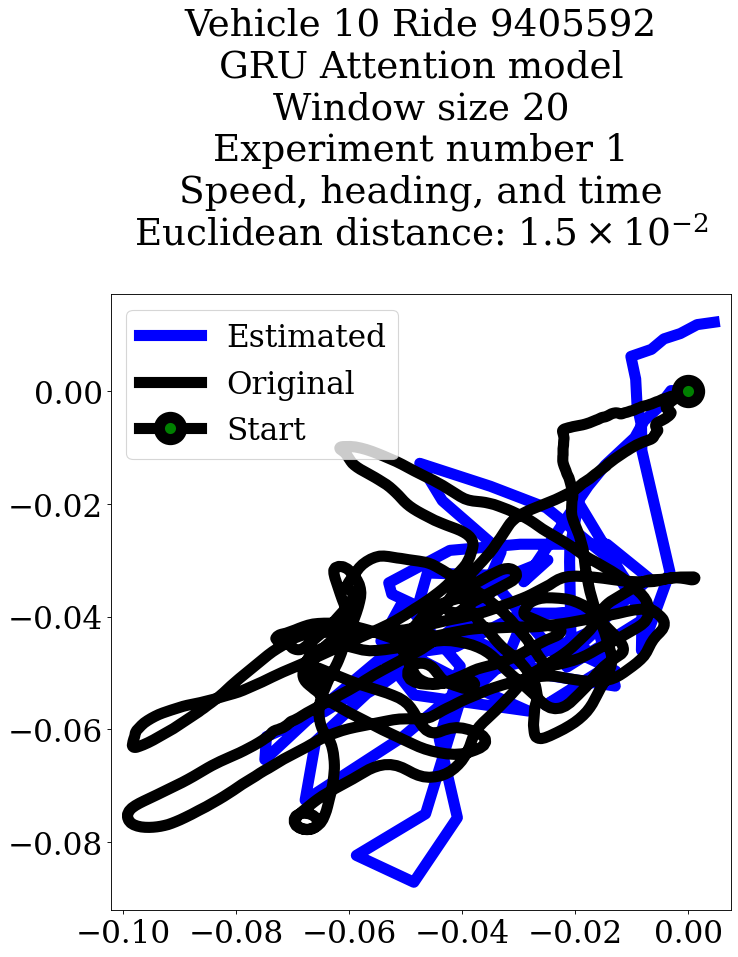 Vehicle 10 Ride 9405592
GRU Attention model
Window size 20
Experiment number 1
Speed, heading, and time
Euclidean distance: 1.5 × 10⁻²
Estimated
Original
Start
0.00
−0.02
−0.04
−0.06
−0.08
−0.10 −0.08 −0.06 −0.04 −0.02 0.00